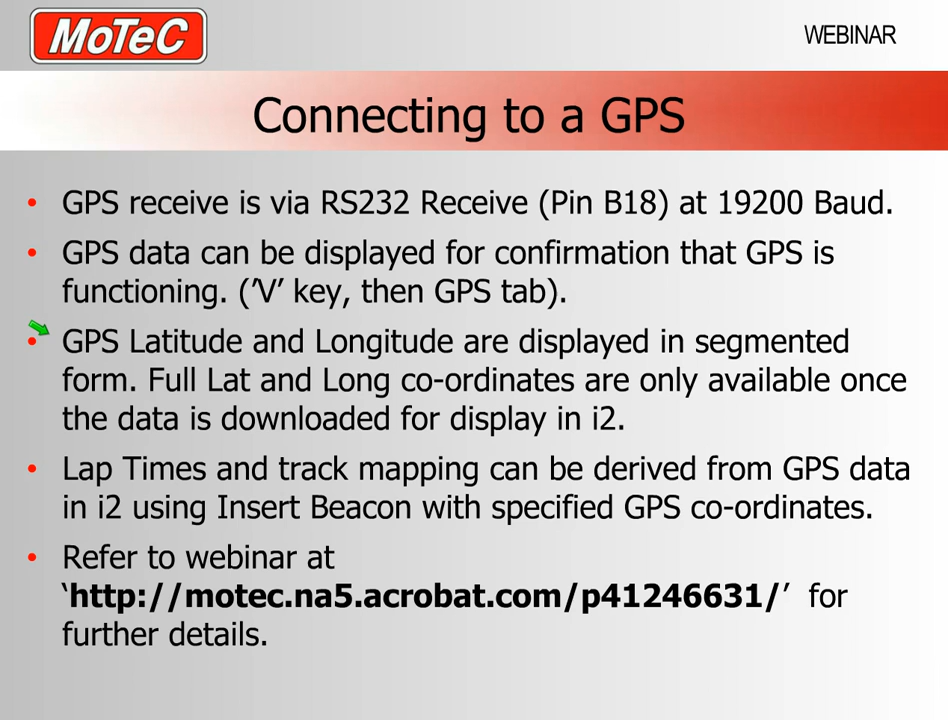 MoTeC
WEBINAR
Connecting to a GPS
• GPS receive is via RS232 Receive (Pin B18) at 19200 Baud.
• GPS data can be displayed for confirmation that GPS is
functioning. (’V’ key, then GPS tab).
• GPS Latitude and Longitude are displayed in segmented
form. Full Lat and Long co-ordinates are only available once
the data is downloaded for display in i2.
• Lap Times and track mapping can be derived from GPS data
in i2 using Insert Beacon with specified GPS co-ordinates.
• Refer to webinar at
‘http://motec.na5.acrobat.com/p41246631/’ for
further details.